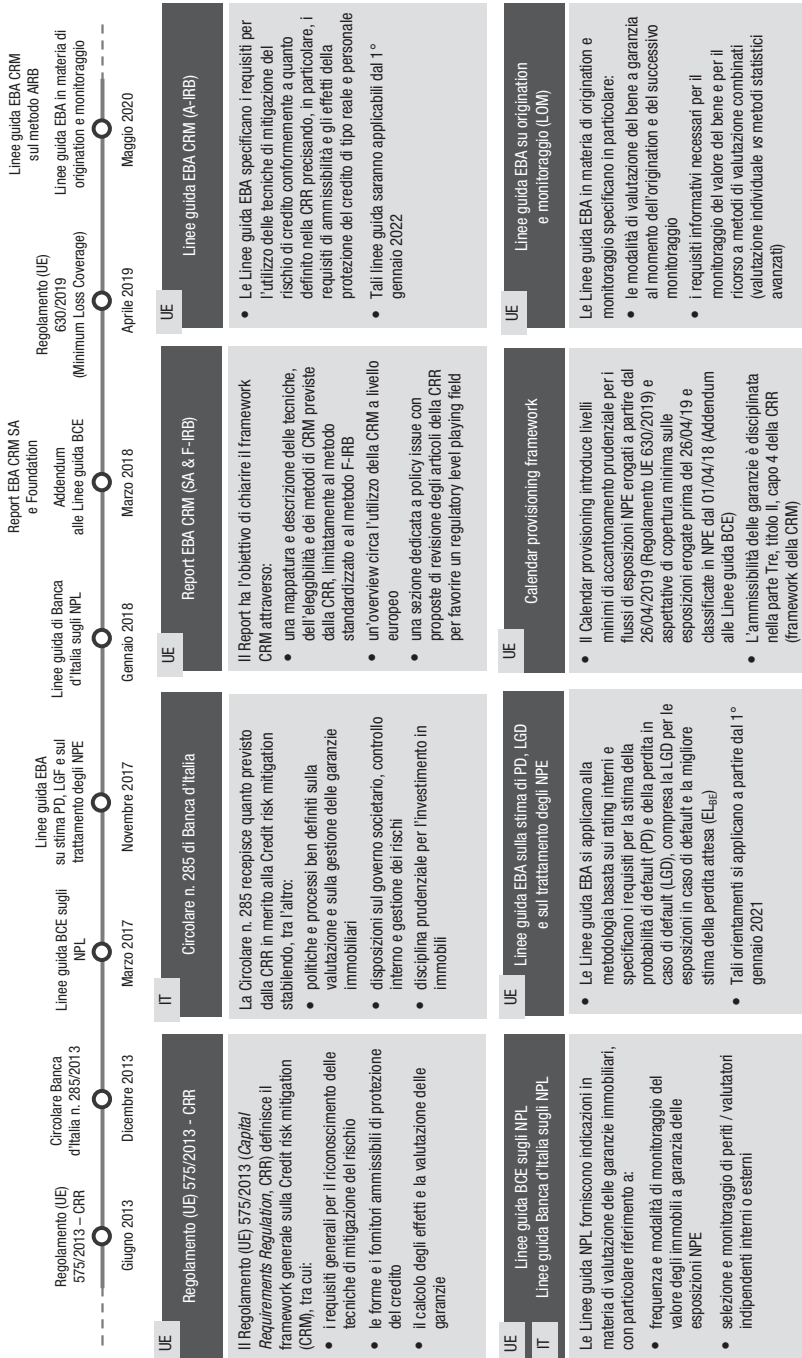 Regolamento (UE)
575/2013 – CRR
Giugno 2013
Circolare Banca
d'Italia n. 285/2013
Dicembre 2013
Linee guida BCE sugli
NPL
Marzo 2017
Linee guida EBA
su stima PD, LGF e sul
trattamento degli NPE
Novembre 2017
Linee guida di Banca
d'Italia sugli NPL
Gennaio 2018
Report EBA CRM SA
e Foundation
Addendum
alle Linee guida BCE
Marzo 2018
Regolamento (UE)
630/2019
(Minimum Loss Coverage)
Aprile 2019
Linee guida EBA CRM
sul metodo AIRB
Linee guida EBA in materia di
origination e monitoraggio
Maggio 2020
UE
Regolamento (UE) 575/2013 - CRR
Il Regolamento (UE) 575/2013 (Capital
Requirements Regulation, CRR) definisce il
framework generale sulla Credit risk mitigation
(CRM), tra cui:
• i requisiti generali per il riconoscimento delle
tecniche di mitigazione del rischio
• le forme e i fornitori ammissibili di protezione
del credito
• il calcolo degli effetti e la valutazione delle
garanzie
IT
Circolare n. 285 di Banca d'Italia
La Circolare n. 285 recepisce quanto previsto
dalla CRR in merito alla Credit risk mitigation
stabilendo, tra l'altro:
• politiche e processi ben definiti sulla
valutazione e sulla gestione delle garanzie
immobiliari
• disposizioni sul governo societario, controllo
interno e gestione dei rischi
• disciplina prudenziale per l'investimento in
immobili
UE
Report EBA CRM (SA & F-IRB)
Il Report ha l'obiettivo di chiarire il framework
CRM attraverso:
• una mappatura e descrizione delle tecniche,
dell'eleggibilità e dei metodi di CRM previste
dalla CRR, limitatamente al metodo
standardizzato e al metodo F-IRB
• un'overview circa l'utilizzo della CRM a livello
europeo
• una sezione dedicata a policy issue con
proposte di revisione degli articoli della CRR
per favorire un regulatory level playing field
UE
Linee guida EBA CRM (A-IRB)
• Le Linee guida EBA specificano i requisiti per
l'utilizzo delle tecniche di mitigazione del
rischio di credito conformemente a quanto
definito nella CRR precisando, in particolare, i
requisiti di ammissibilità e gli effetti della
protezione del credito di tipo reale e personale
• Tali linee guida saranno applicabili dal 1°
gennaio 2022
UE
IT
Linee guida BCE sugli NPL
Linee guida Banca d'Italia sugli NPL
Le Linee guida NPL forniscono indicazioni in
materia di valutazione delle garanzie immobiliari,
con particolare riferimento a:
• frequenza e modalità di monitoraggio del
valore degli immobili a garanzia delle
esposizioni NPE
• selezione e monitoraggio di periti / valutatori
indipendenti interni o esterni
UE
Linee guida EBA sulla stima di PD, LGD
e sul trattamento degli NPE
• Le Linee guida EBA si applicano alla
metodologia basata sui rating interni e
specificano i requisiti per la stima della
probabilità di default (PD) e della perdita in
caso di default (LGD), compresa la LGD per le
esposizioni in caso di default e la migliore
stima della perdita attesa (ELBE)
• Tali orientamenti si applicano a partire dal 1°
gennaio 2021
UE
Calendar provisioning framework
• Il Calendar provisioning introduce livelli
minimi di accantonamento prudenziale per i
flussi di esposizioni NPE erogati a partire dal
26/04/2019 (Regolamento UE 630/2019) e
aspettative di copertura minima sulle
esposizioni erogate prima del 26/04/19 e
classificate in NPE dal 01/04/18 (Addendum
alle Linee guida BCE)
• L'ammissibilità delle garanzie è disciplinata
nella parte Tre, titolo II, capo 4 della CRR
(framework della CRM)
UE
Linee guida EBA su origination
e monitoraggio (LOM)
Le Linee guida EBA in materia di origination e
monitoraggio specificano in particolare:
• le modalità di valutazione del bene a garanzia
al momento dell'origination e del successivo
monitoraggio
• i requisiti informativi necessari per il
monitoraggio del valore del bene e per il
ricorso a metodi di valutazione combinati
(valutazione individuale vs metodi statistici
avanzati)